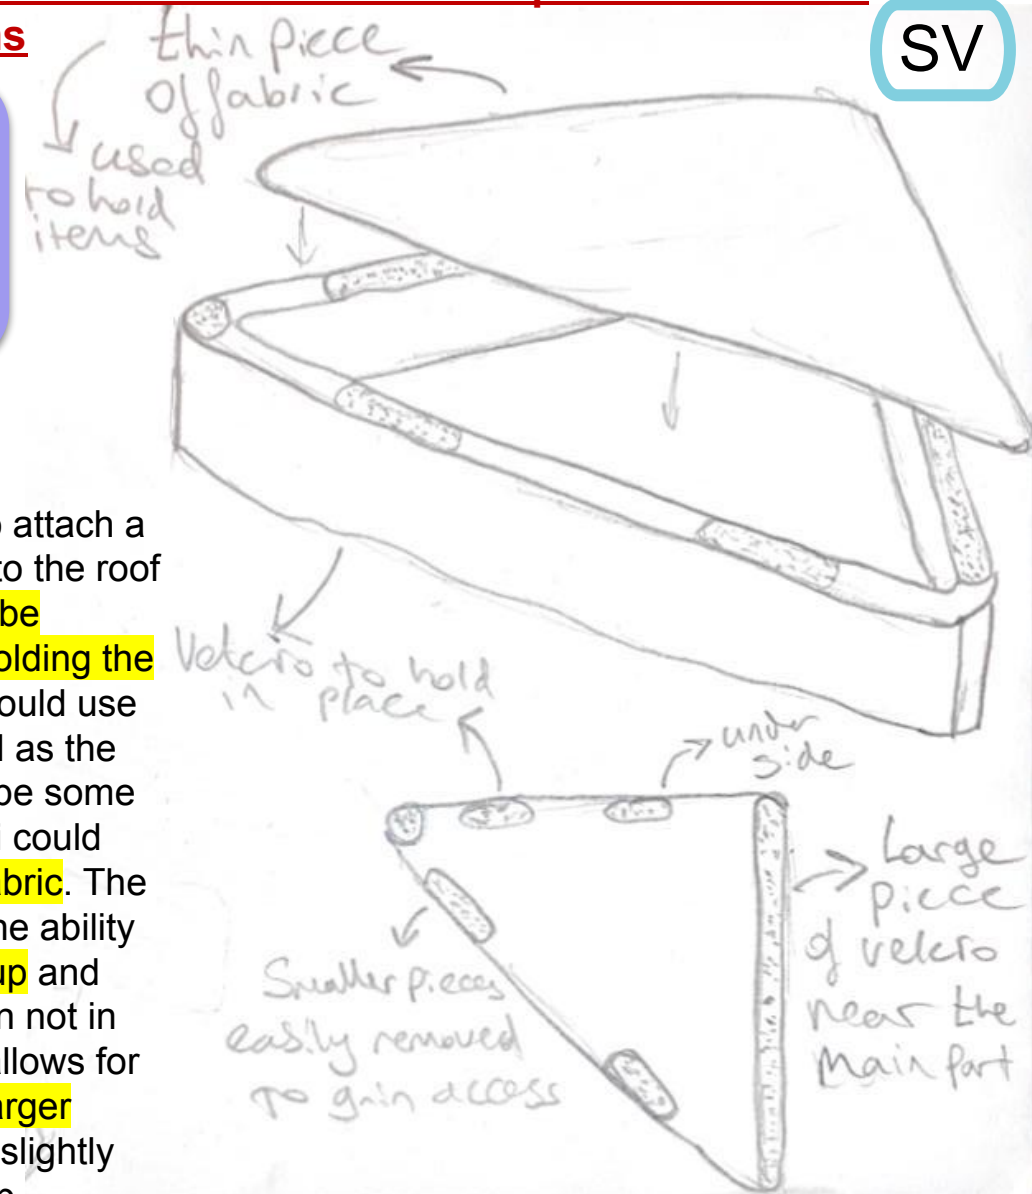 ns
SV
thin piece
of fabric
used
to hold
items
o attach a
to the roof
be
olding the
ould use
d as the
be some
i could
abric. The
he ability
up and
n not in
allows for
arger
slightly
Velcro to hold
in place
under
side
Large
piece
of velcro
near the
main part
Smaller pieces
easily removed
to gain access